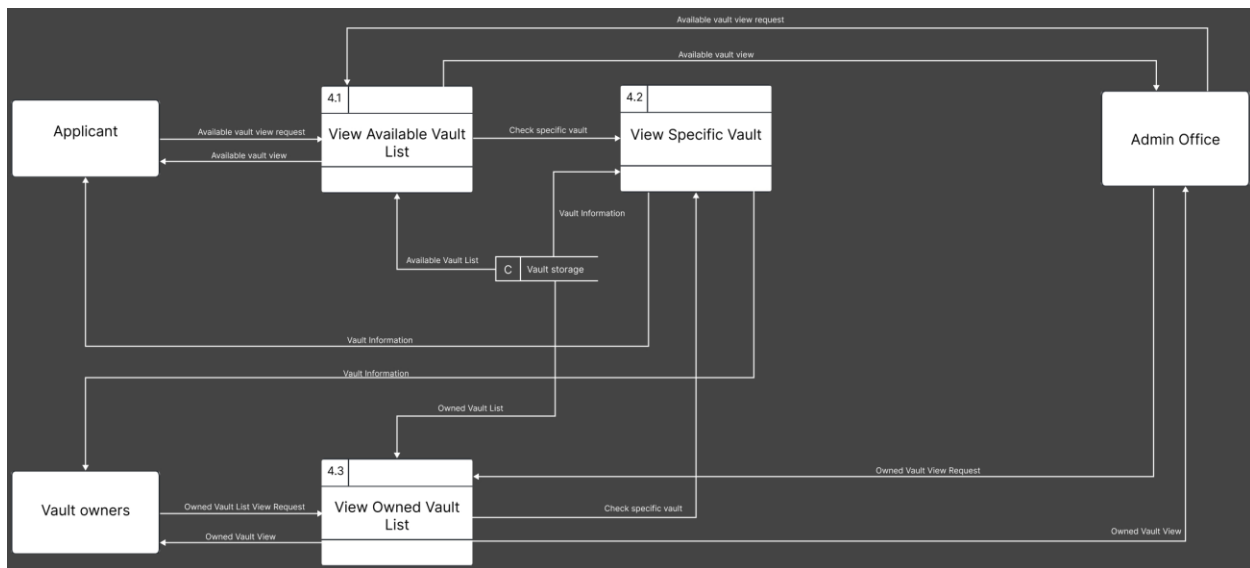 Available vault view request
Available vault view
4.1
4.2
Applicant
View Available Vault
List
View Specific Vault
Admin Office
Available vault view request
Check specific vault
Available vault view
Vault Information
Available Vault List
C
Vault storage
Vault Information
Vault Information
Owned Vault List
4.3
Owned Vault View Request
Vault owners
Owned Vault List View Request
View Owned Vault
List
Check specific vault
Owned Vault View
Owned Vault View